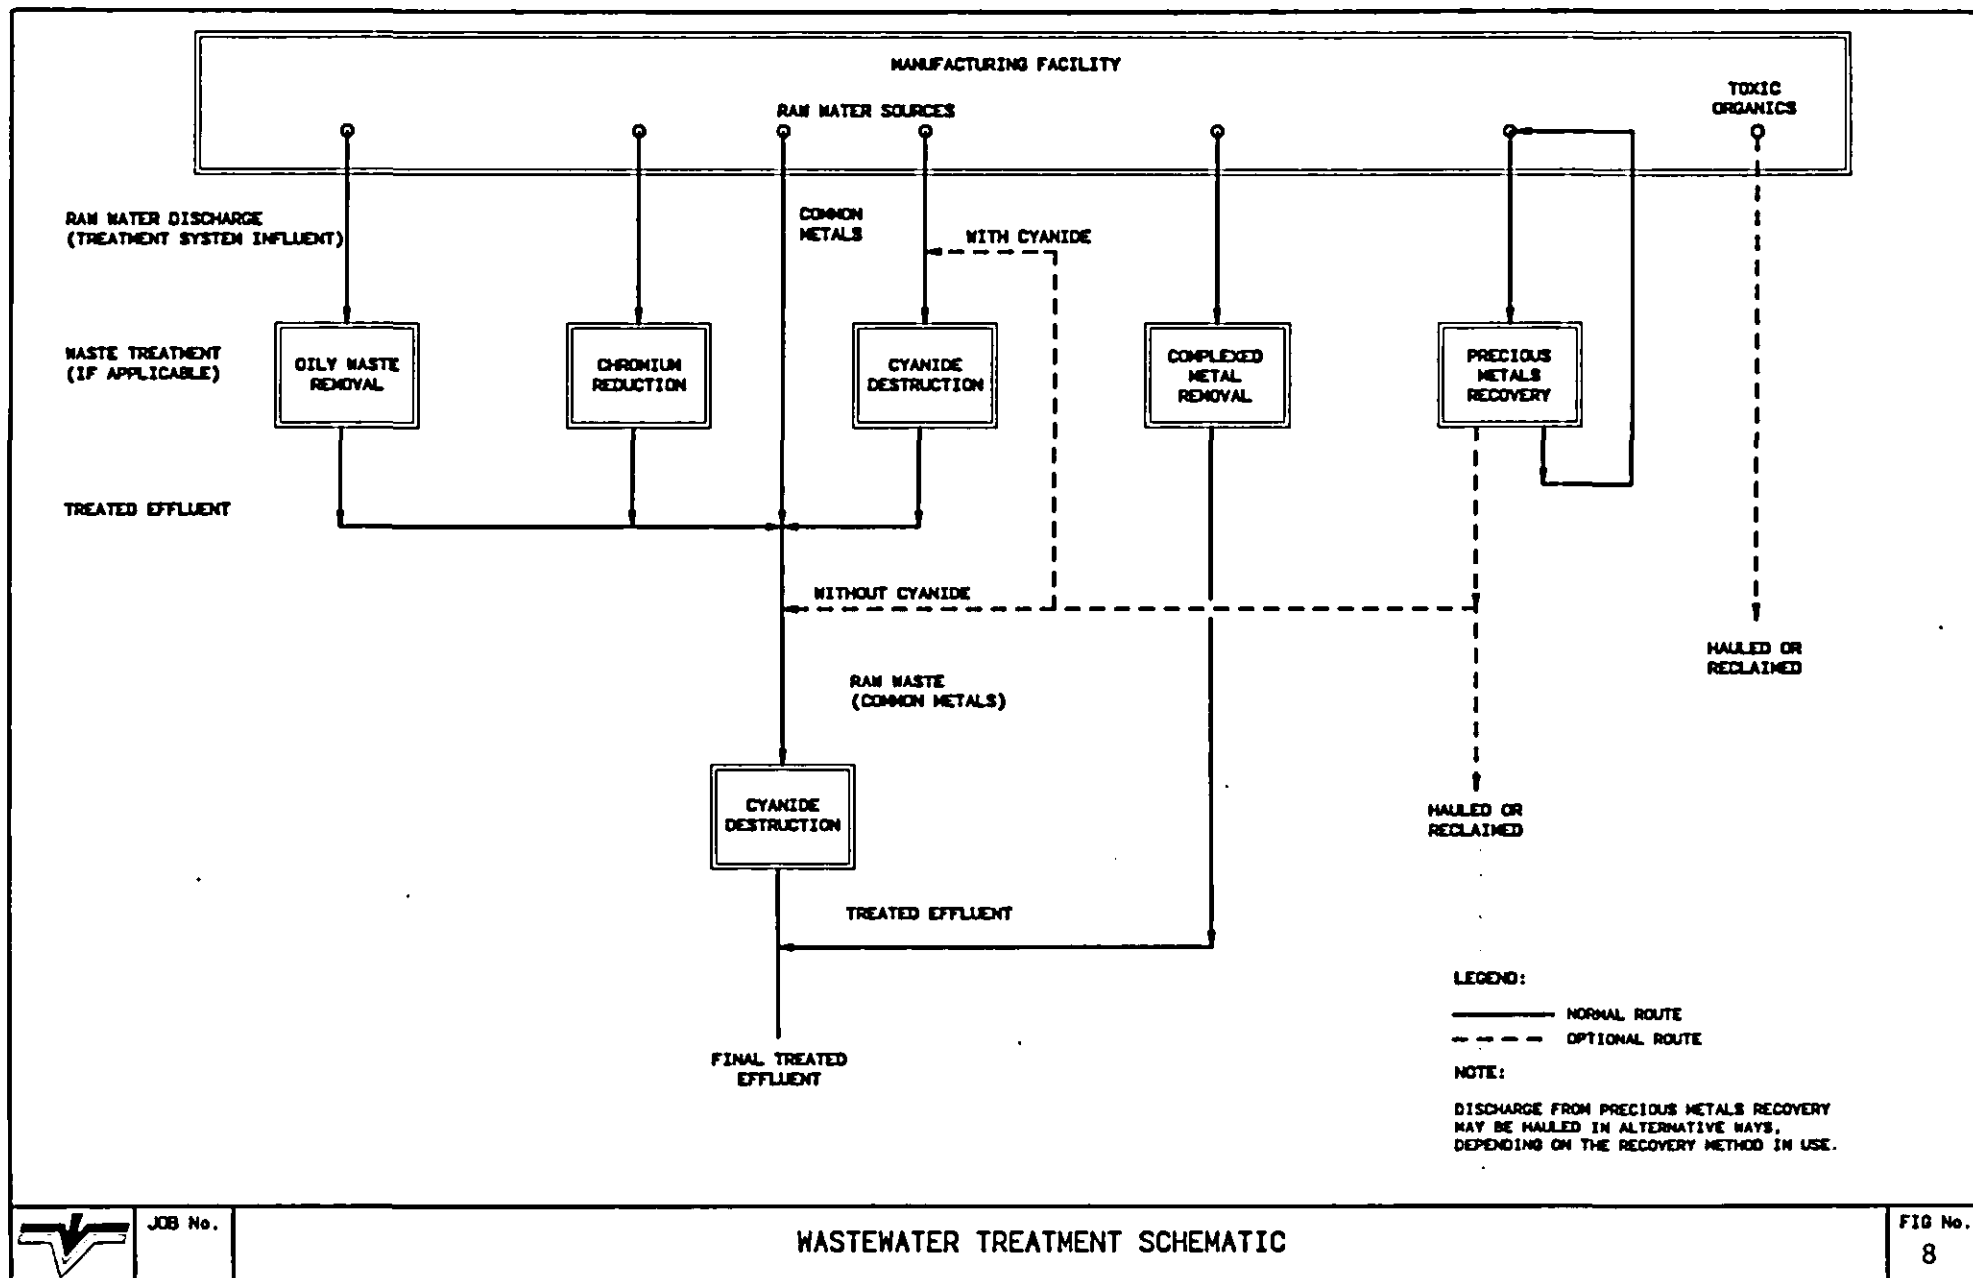 MANUFACTURING FACILITY
RAW WATER SOURCES
TOXIC
ORGANICS
RAW WATER DISCHARGE
(TREATMENT SYSTEM INFLUENT)
COMMON
METALS
WITH CYANIDE
WASTE TREATMENT
(IF APPLICABLE)
OILY WASTE
REMOVAL
CHROMIUM
REDUCTION
CYANIDE
DESTRUCTION
COMPLEXED
METAL
REMOVAL
PRECIOUS
METALS
RECOVERY
TREATED EFFLUENT
WITHOUT CYANIDE
HAULED OR
RECLAIMED
RAW WASTE
(COMMON METALS)
CYANIDE
DESTRUCTION
HAULED OR
RECLAIMED
TREATED EFFLUENT
FINAL TREATED
EFFLUENT
LEGEND:
NORMAL ROUTE
OPTIONAL ROUTE
NOTE:
DISCHARGE FROM PRECIOUS METALS RECOVERY
MAY BE HAULED IN ALTERNATIVE WAYS,
DEPENDING ON THE RECOVERY METHOD IN USE.
JOB No.
WASTEWATER TREATMENT SCHEMATIC
FIG No.
8